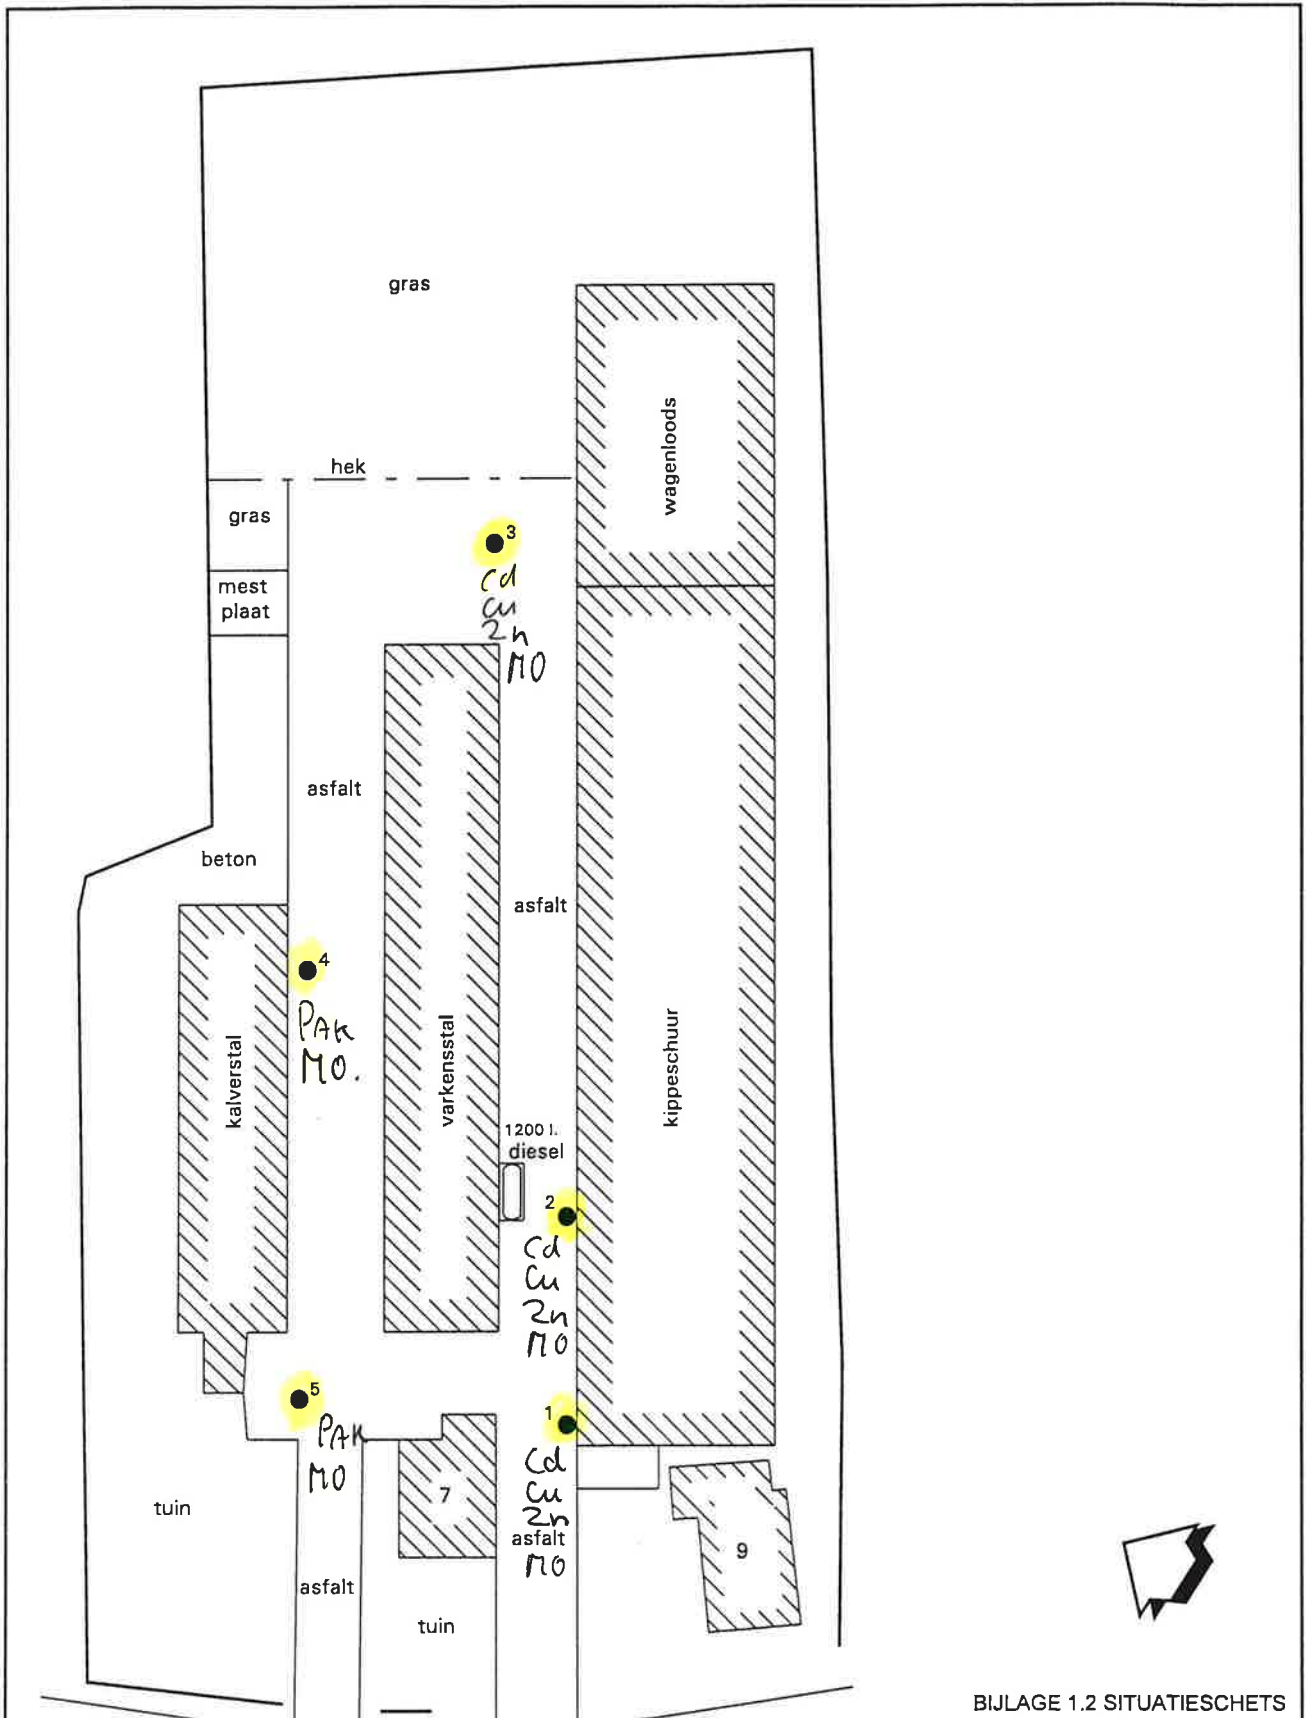 gras
wagenloods
hek
gras
3
Cd
Cu
Zn
MO
mest
plaat
asfalt
beton
asfalt
4
PAK
MO.
kalverstal
varkensstal
kippeschuur
1200 l.
diesel
2
Cd
Cu
Zn
MO
5
PAK
MO
1
Cd
Cu
Zn
asfalt
MO
7
9
tuin
asfalt
tuin
BIJLAGE 1.2 SITUATIESCHETS